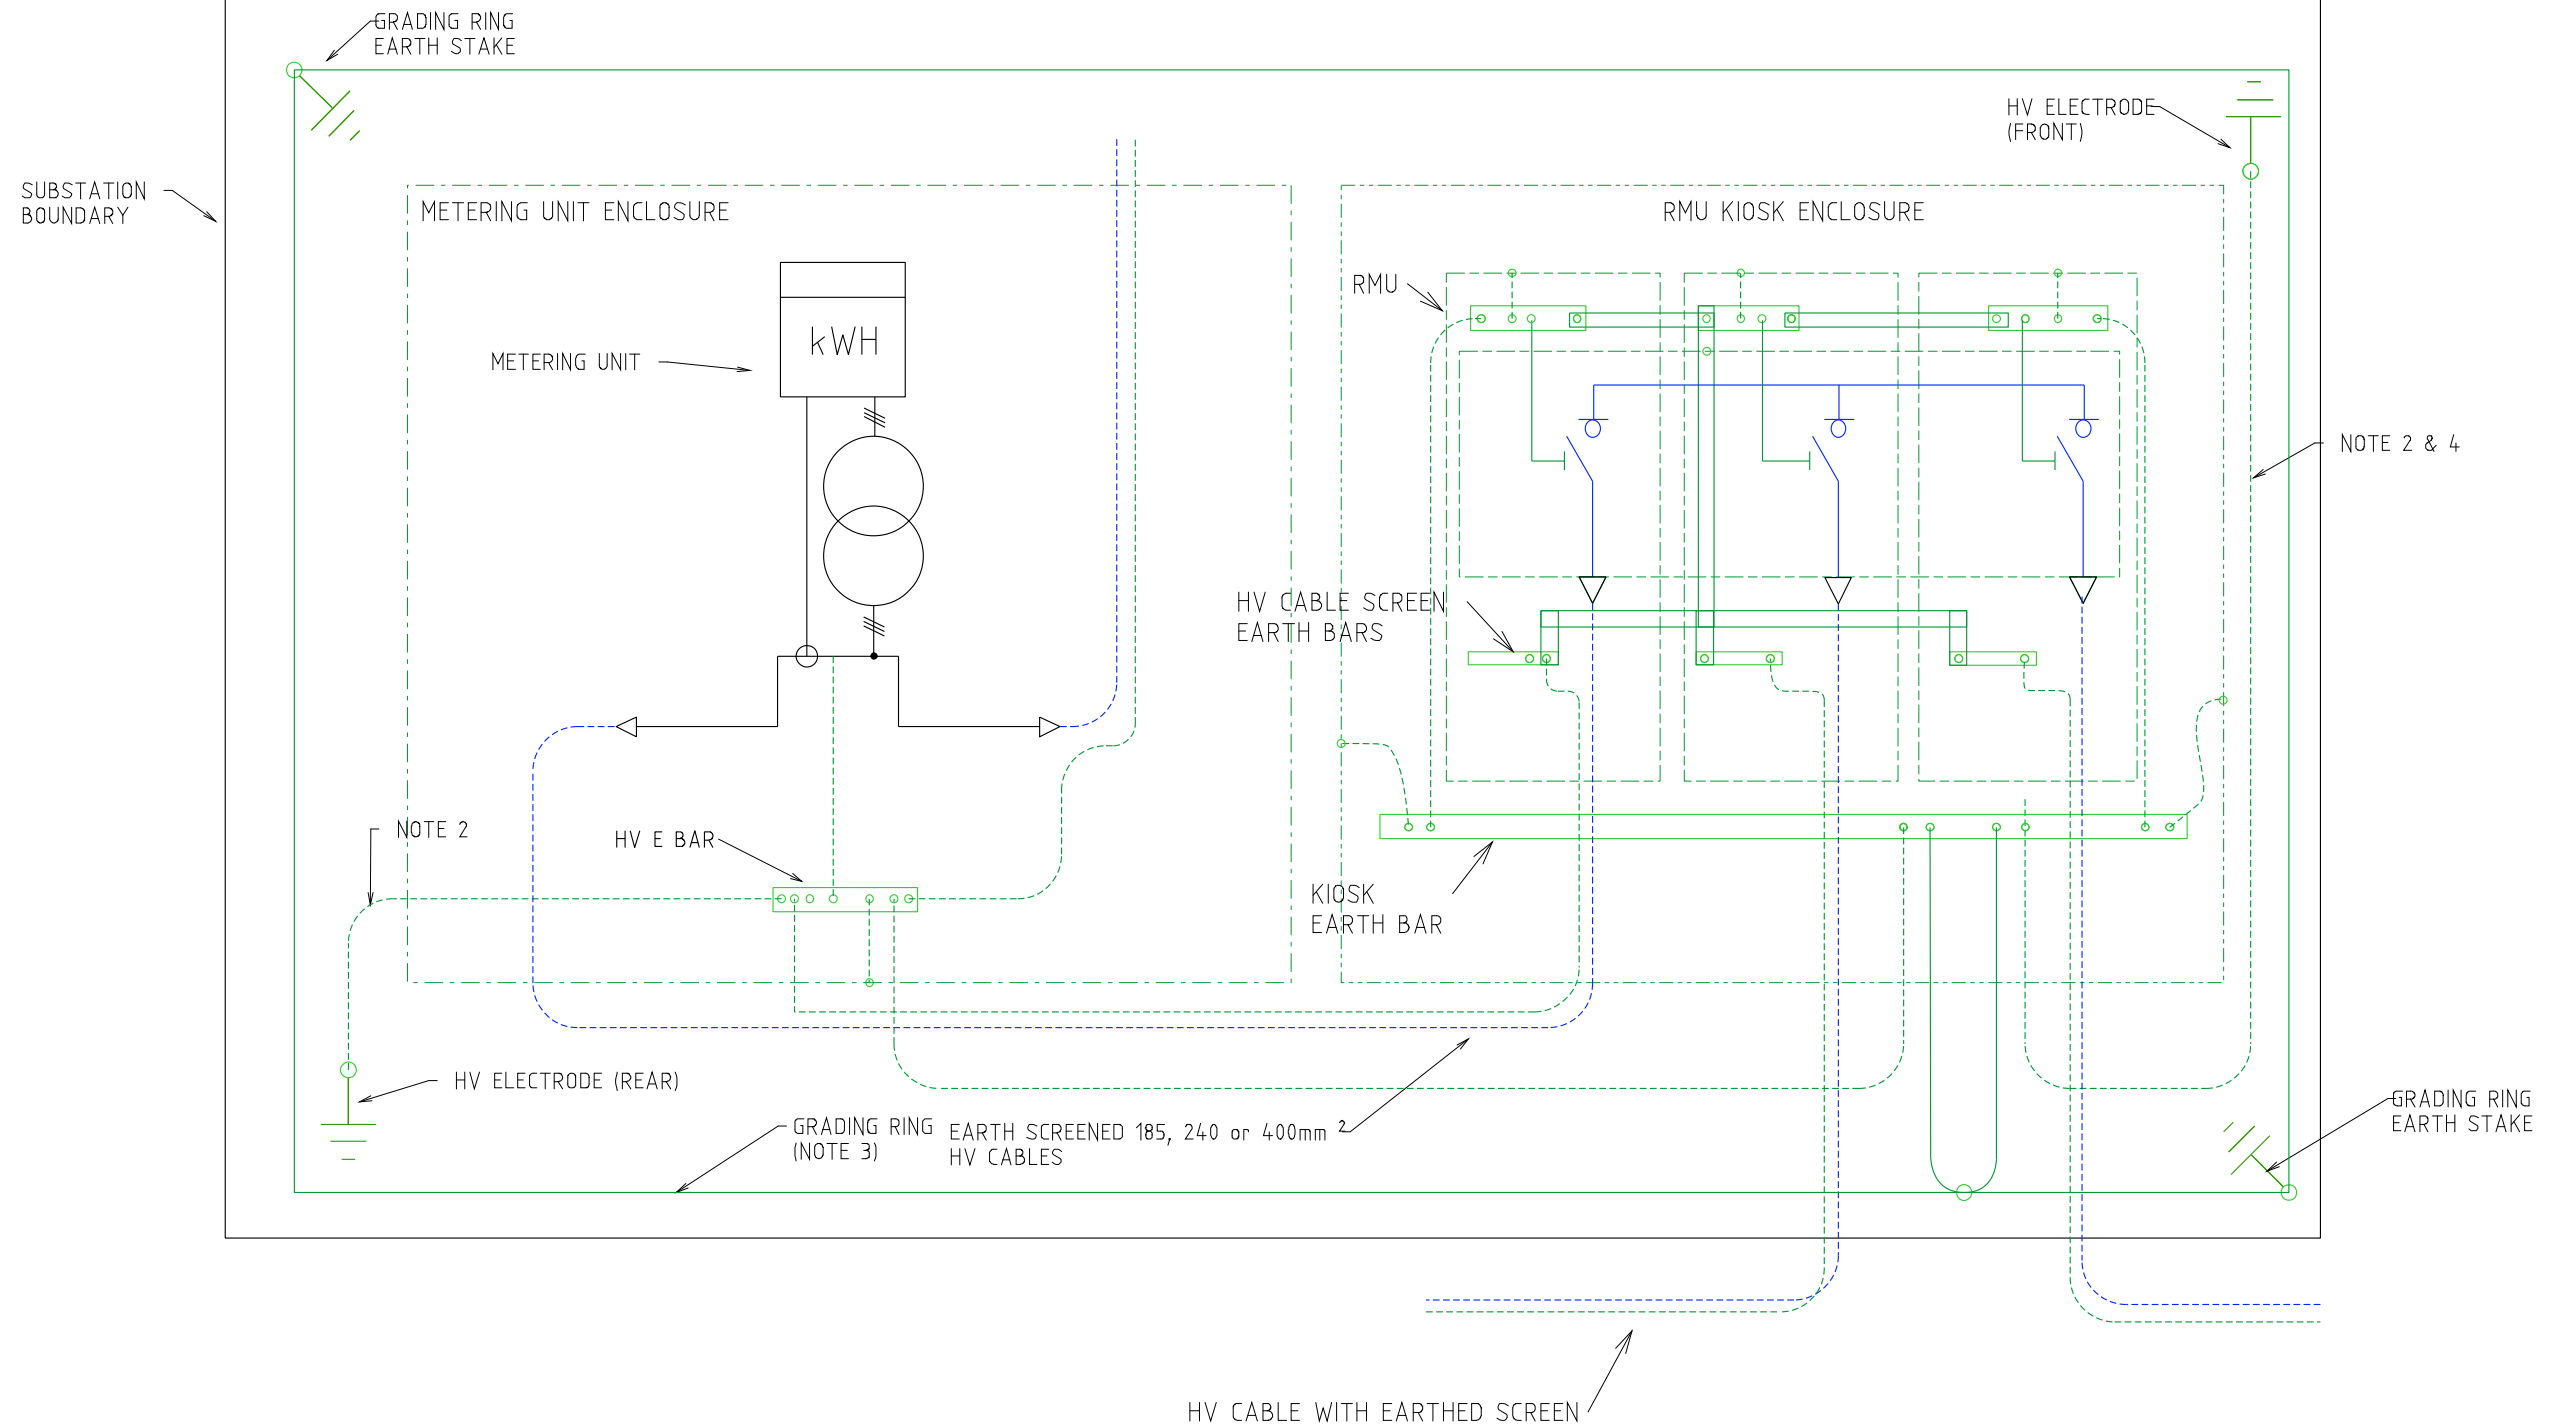 GRADING RING
EARTH STAKE
HV ELECTRODE
(FRONT)
SUBSTATION
BOUNDARY
METERING UNIT ENCLOSURE
RMU KIOSK ENCLOSURE
RMU
kWH
METERING UNIT
NOTE 2 & 4
HV CABLE SCREEN
EARTH BARS
NOTE 2
HV E BAR
KIOSK
EARTH BAR
HV ELECTRODE (REAR)
GRADING RING
(NOTE 3)
EARTH SCREENED 185, 240 or 400mm ²
HV CABLES
GRADING RING
EARTH STAKE
HV CABLE WITH EARTHED SCREEN